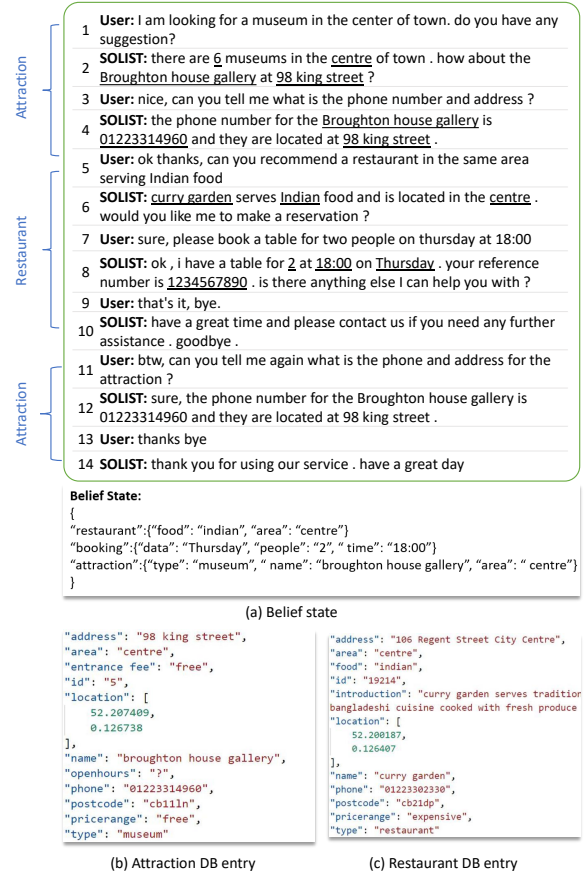 Attraction
Restaurant
Attraction
1 User: I am looking for a museum in the center of town. do you have any
suggestion?
2 SOLIST: there are 6 museums in the centre of town . how about the
Broughton house gallery at 98 king street ?
3 User: nice, can you tell me what is the phone number and address ?
4 SOLIST: the phone number for the Broughton house gallery is
01223314960 and they are located at 98 king street .
5 User: ok thanks, can you recommend a restaurant in the same area
serving Indian food
6 SOLIST: curry garden serves Indian food and is located in the centre .
would you like me to make a reservation ?
7 User: sure, please book a table for two people on thursday at 18:00
8 SOLIST: ok , i have a table for 2 at 18:00 on Thursday . your reference
number is 1234567890 . is there anything else I can help you with ?
9 User: that's it, bye.
10 SOLIST: have a great time and please contact us if you need any further
assistance . goodbye .
11 User: btw, can you tell me again what is the phone and address for the
attraction ?
12 SOLIST: sure, the phone number for the Broughton house gallery is
01223314960 and they are located at 98 king street .
13 User: thanks bye
14 SOLIST: thank you for using our service . have a great day
Belief State:
{
“restaurant”:{“food”: “indian”, “area”: “centre”}
“booking”:{“data”: “Thursday”, “people”: “2”, “ time”: “18:00”}
“attraction”:{“type”: “museum”, “ name”: “broughton house gallery”, “area”: “ centre”}
}
(a) Belief state
"address": "98 king street",
"area": "centre",
"entrance fee": "free",
"id": "5",
"location": [
52.207409,
0.126738
],
"name": "broughton house gallery",
"openhours": "?",
"phone": "01223314960",
"postcode": "cb11ln",
"pricerange": "free",
"type": "museum"
(b) Attraction DB entry
"address": "106 Regent Street City Centre",
"area": "centre",
"food": "indian",
"id": "19214",
"introduction": "curry garden serves tradition
bangladeshi cuisine cooked with fresh produce
"location": [
52.200187,
0.126407
],
"name": "curry garden",
"phone": "01223302330",
"postcode": "cb21dp",
"pricerange": "expensive",
"type": "restaurant"
(c) Restaurant DB entry